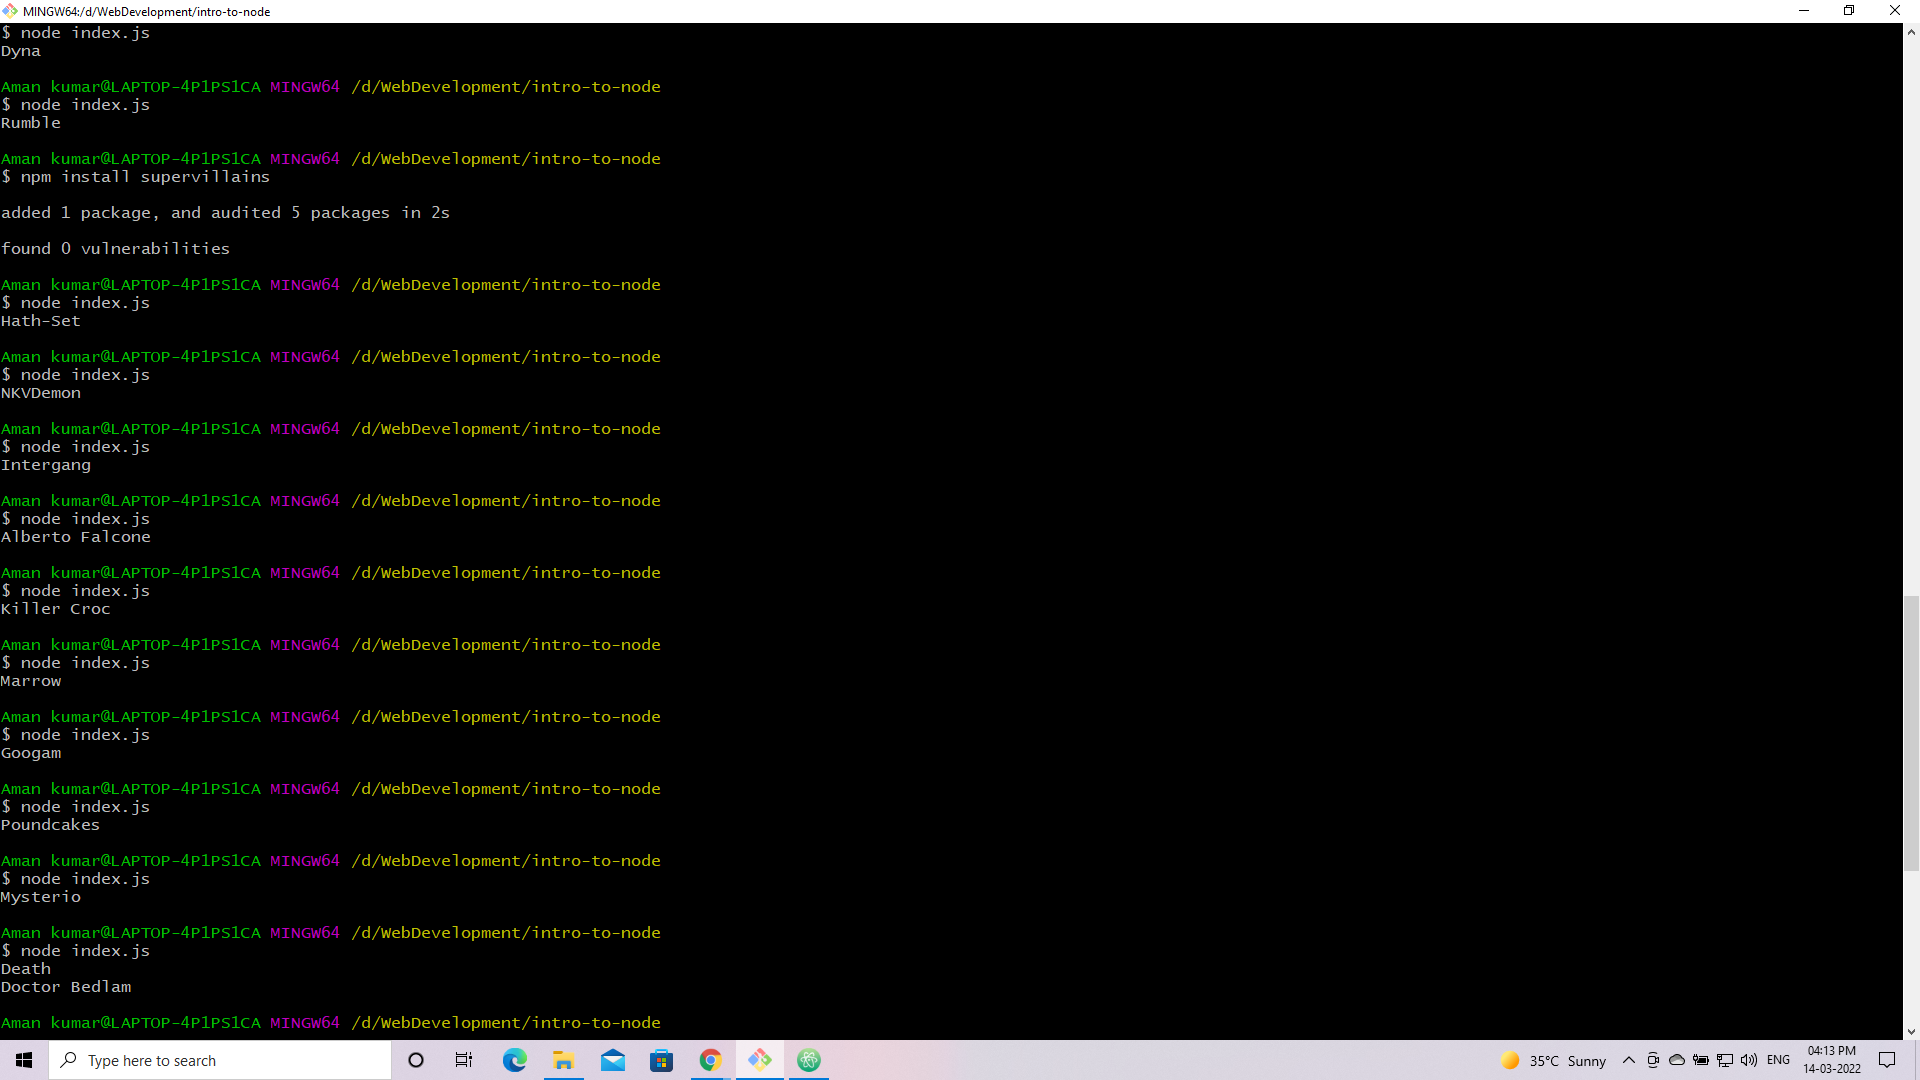 MINGW64:/d/WebDevelopment/intro-to-node
$ node index.js
Dyna
Aman kumar@LAPTOP-4P1PS1CA MINGW64 /d/WebDevelopment/intro-to-node
$ node index.js
Rumble
Aman kumar@LAPTOP-4P1PS1CA MINGW64 /d/WebDevelopment/intro-to-node
$ npm install supervillains
added 1 package, and audited 5 packages in 2s
found 0 vulnerabilities
Aman kumar@LAPTOP-4P1PS1CA MINGW64 /d/WebDevelopment/intro-to-node
$ node index.js
Hath-Set
Aman kumar@LAPTOP-4P1PS1CA MINGW64 /d/WebDevelopment/intro-to-node
$ node index.js
NKVDemon
Aman kumar@LAPTOP-4P1PS1CA MINGW64 /d/WebDevelopment/intro-to-node
$ node index.js
Intergang
Aman kumar@LAPTOP-4P1PS1CA MINGW64 /d/WebDevelopment/intro-to-node
$ node index.js
Alberto Falcone
Aman kumar@LAPTOP-4P1PS1CA MINGW64 /d/WebDevelopment/intro-to-node
$ node index.js
Killer Croc
Aman kumar@LAPTOP-4P1PS1CA MINGW64 /d/WebDevelopment/intro-to-node
$ node index.js
Marrow
Aman kumar@LAPTOP-4P1PS1CA MINGW64 /d/WebDevelopment/intro-to-node
$ node index.js
Googam
Aman kumar@LAPTOP-4P1PS1CA MINGW64 /d/WebDevelopment/intro-to-node
$ node index.js
Poundcakes
Aman kumar@LAPTOP-4P1PS1CA MINGW64 /d/WebDevelopment/intro-to-node
$ node index.js
Mysterio
Aman kumar@LAPTOP-4P1PS1CA MINGW64 /d/WebDevelopment/intro-to-node
$ node index.js
Death
Doctor Bedlam
Aman kumar@LAPTOP-4P1PS1CA MINGW64 /d/WebDevelopment/intro-to-node
Type here to search
35°C Sunny
ENG
04:13 PM
14-03-2022